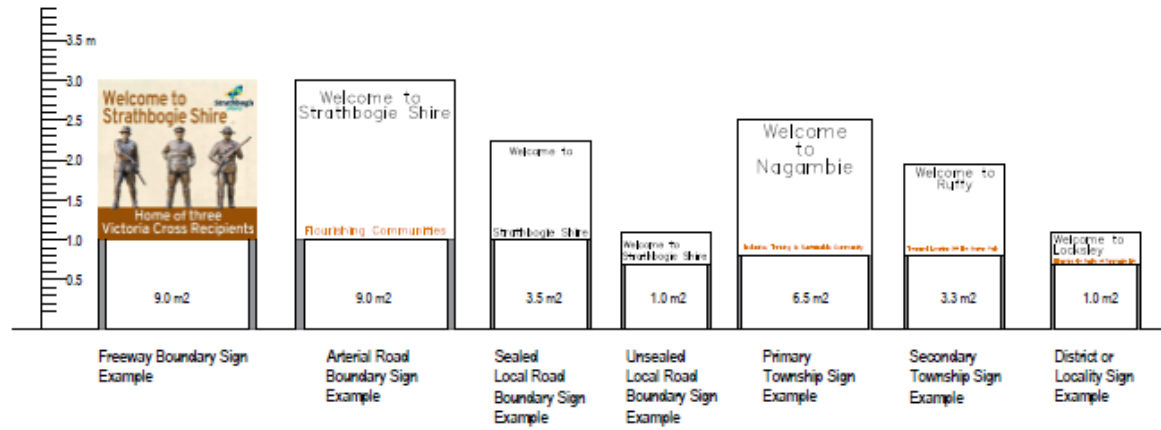 3.5 m
3.0
2.5
2.0
1.5
1.0
0.5
Welcome to
Strathbogie Shire
Strathbogie
Home of three
Victoria Cross Recipients
9.0 m2
Freeway Boundary Sign
Example
Welcome to
Strathbogie Shire
Flourishing Communities
9.0 m2
Arterial Road
Boundary Sign
Example
Welcome to
Strathbogie Shire
3.5 m2
Sealed
Local Road
Boundary Sign
Example
Welcome to
Strathbogie Shire
1.0 m2
Unsealed
Local Road
Boundary Sign
Example
Welcome
to
Nagambie
6.5 m2
Primary
Township Sign
Example
Welcome to
Ruffy
3.3 m2
Secondary
Township Sign
Example
Welcome to
Locksley
1.0 m2
District or
Locality Sign
Example